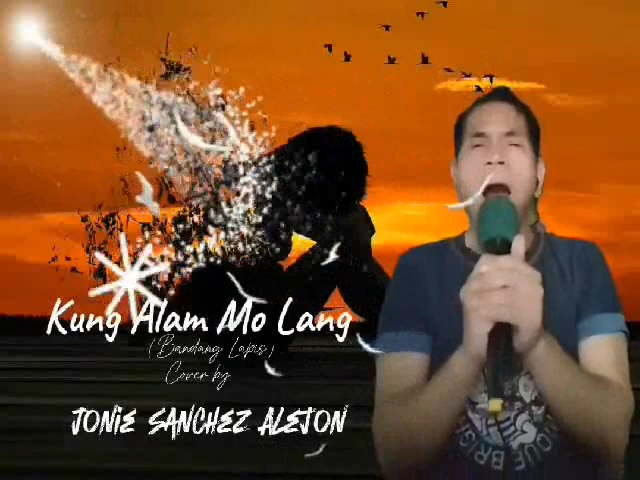 Kung Alam Mo Lang
(Bandang Lapis)
Cover by
JONIE SANCHEZ ALEJON